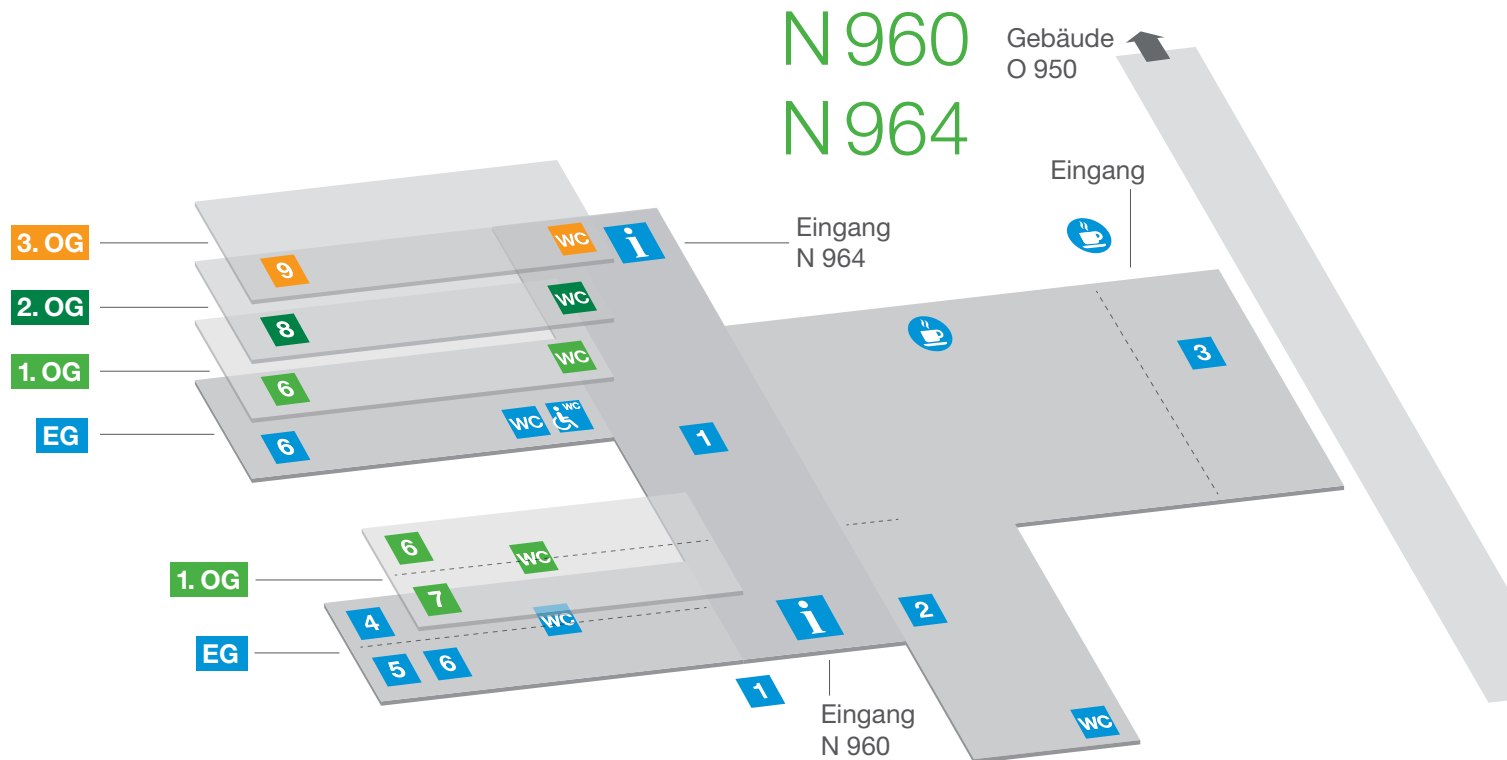 N 960
N 964
Gebäude
O 950
Eingang
Eingang
N 964
3. OG
9
WC
i
2. OG
8
WC
1. OG
6
WC
EG
6
WC
WC
1
3
1. OG
6
WC
7
EG
4
WC
5
6
i
2
1
Eingang
N 960
WC